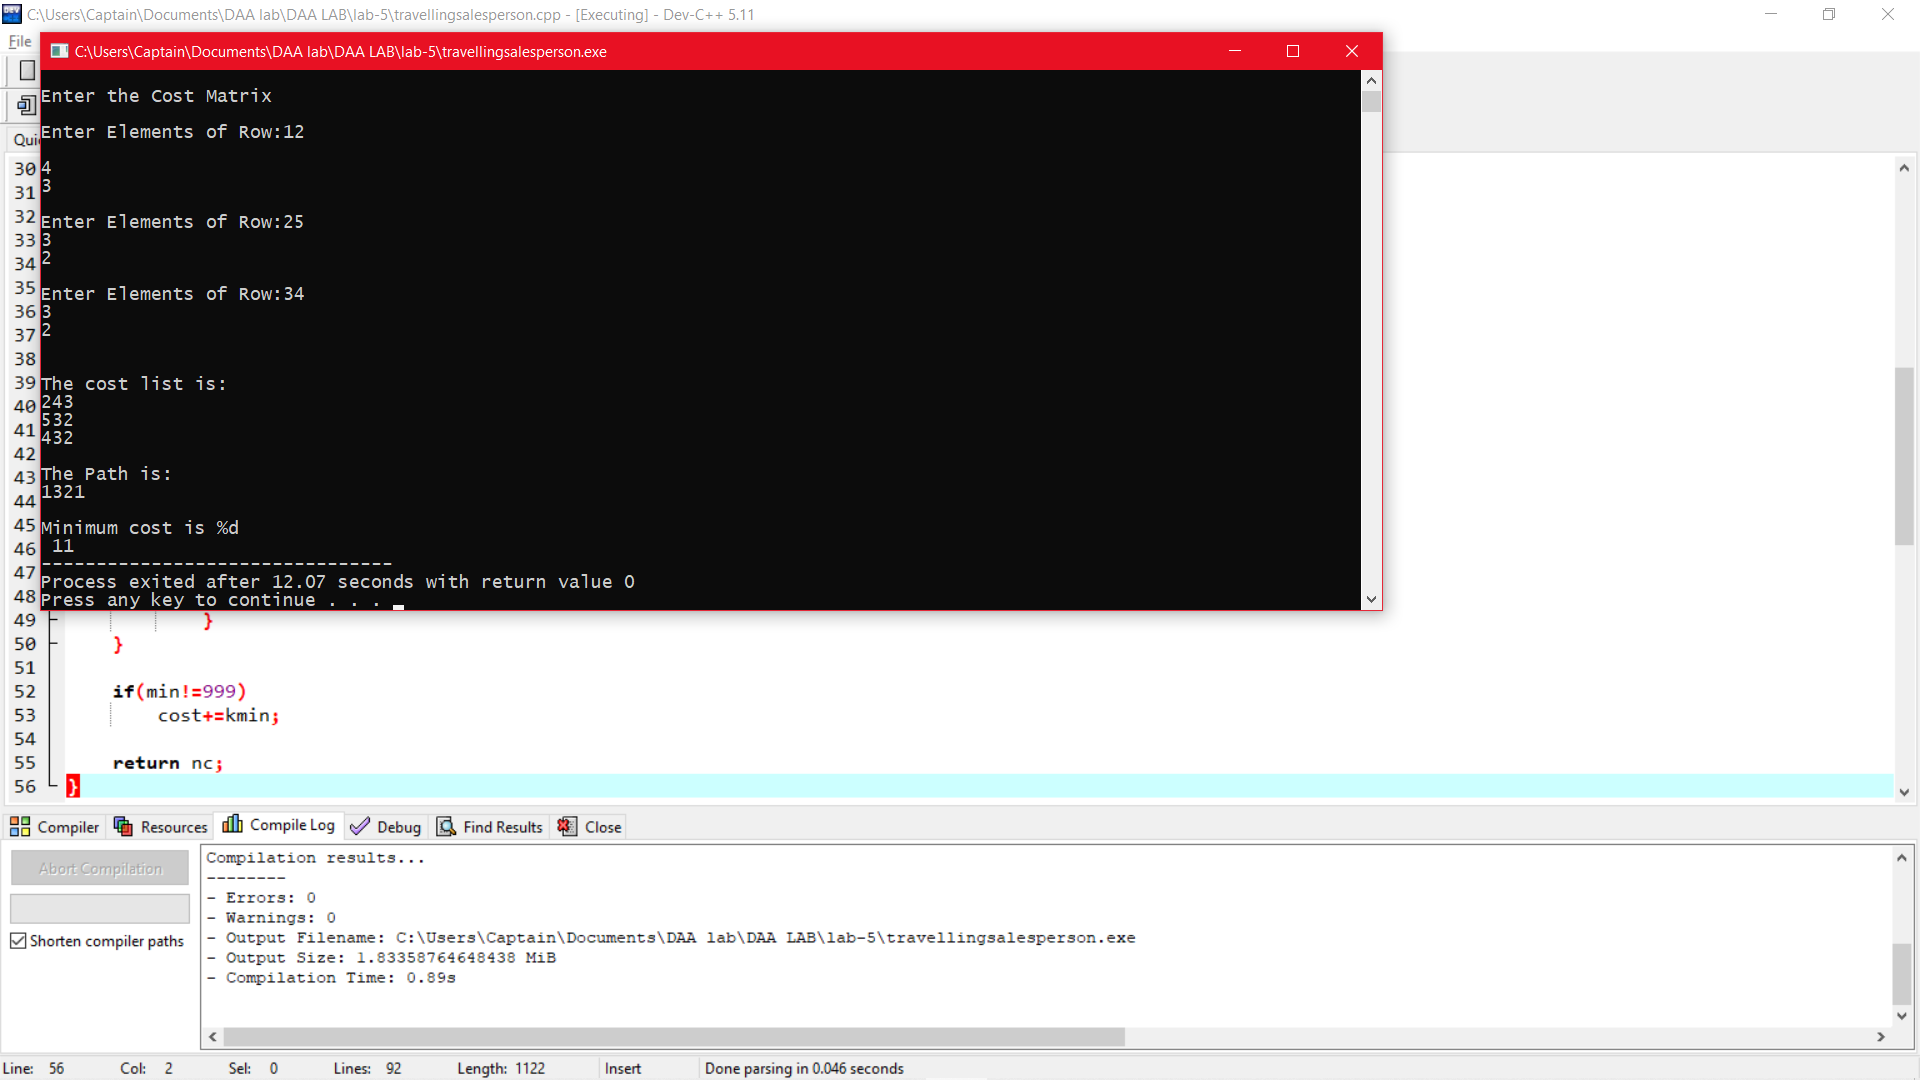 C:\Users\Captain\Documents\DAA lab\DAA LAB\lab-5\travellingsalesperson.cpp - [Executing] - Dev-C++ 5.11
File
C:\Users\Captain\Documents\DAA lab\DAA LAB\lab-5\travellingsalesperson.exe
Enter the Cost Matrix
Enter Elements of Row:12
4
3
Enter Elements of Row:25
3
2
Enter Elements of Row:34
3
2
The cost list is:
243
532
432
The Path is:
1321
Minimum cost is %d
11
--------------------------------
Process exited after 12.07 seconds with return value 0
Press any key to continue . . .
30
31
32
33
34
35
36
37
38
39
40
41
42
43
44
45
46
47
48
49 }
50 }
51
52 if(min!=999)
53 cost+=kmin;
54
55 return nc;
56 }
Compiler Resources Compile Log Debug Find Results Close
Abort Compilation
Shorten compiler paths
Compilation results...
--------
- Errors: 0
- Warnings: 0
- Output Filename: C:\Users\Captain\Documents\DAA lab\DAA LAB\lab-5\travellingsalesperson.exe
- Output Size: 1.83358764648438 MiB
- Compilation Time: 0.89s
Line: 56 Col: 2 Sel: 0 Lines: 92 Length: 1122 Insert Done parsing in 0.046 seconds